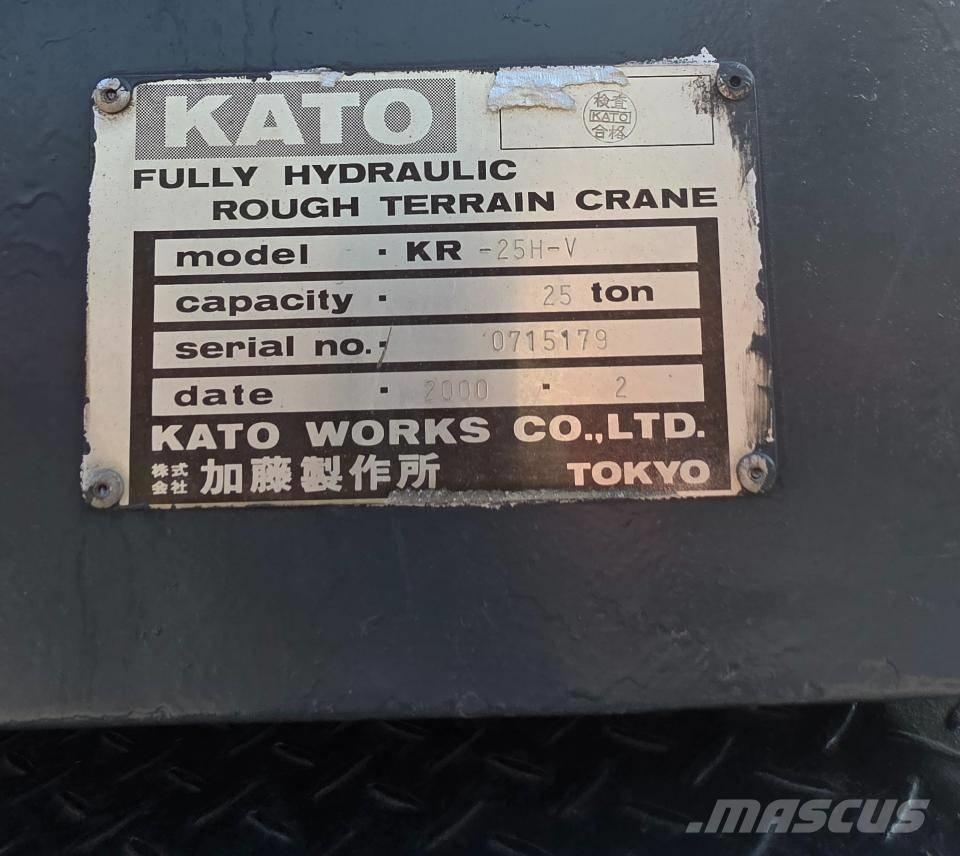 KATO
検査
KATO
合格
FULLY HYDRAULIC
ROUGH TERRAIN CRANE
model · KR -25H-V
capacity · 25 ton
serial no. · 0715179
date · 2000 · 2
KATO WORKS CO.,LTD.
株式会社 加藤製作所 TOKYO
.MASCUS